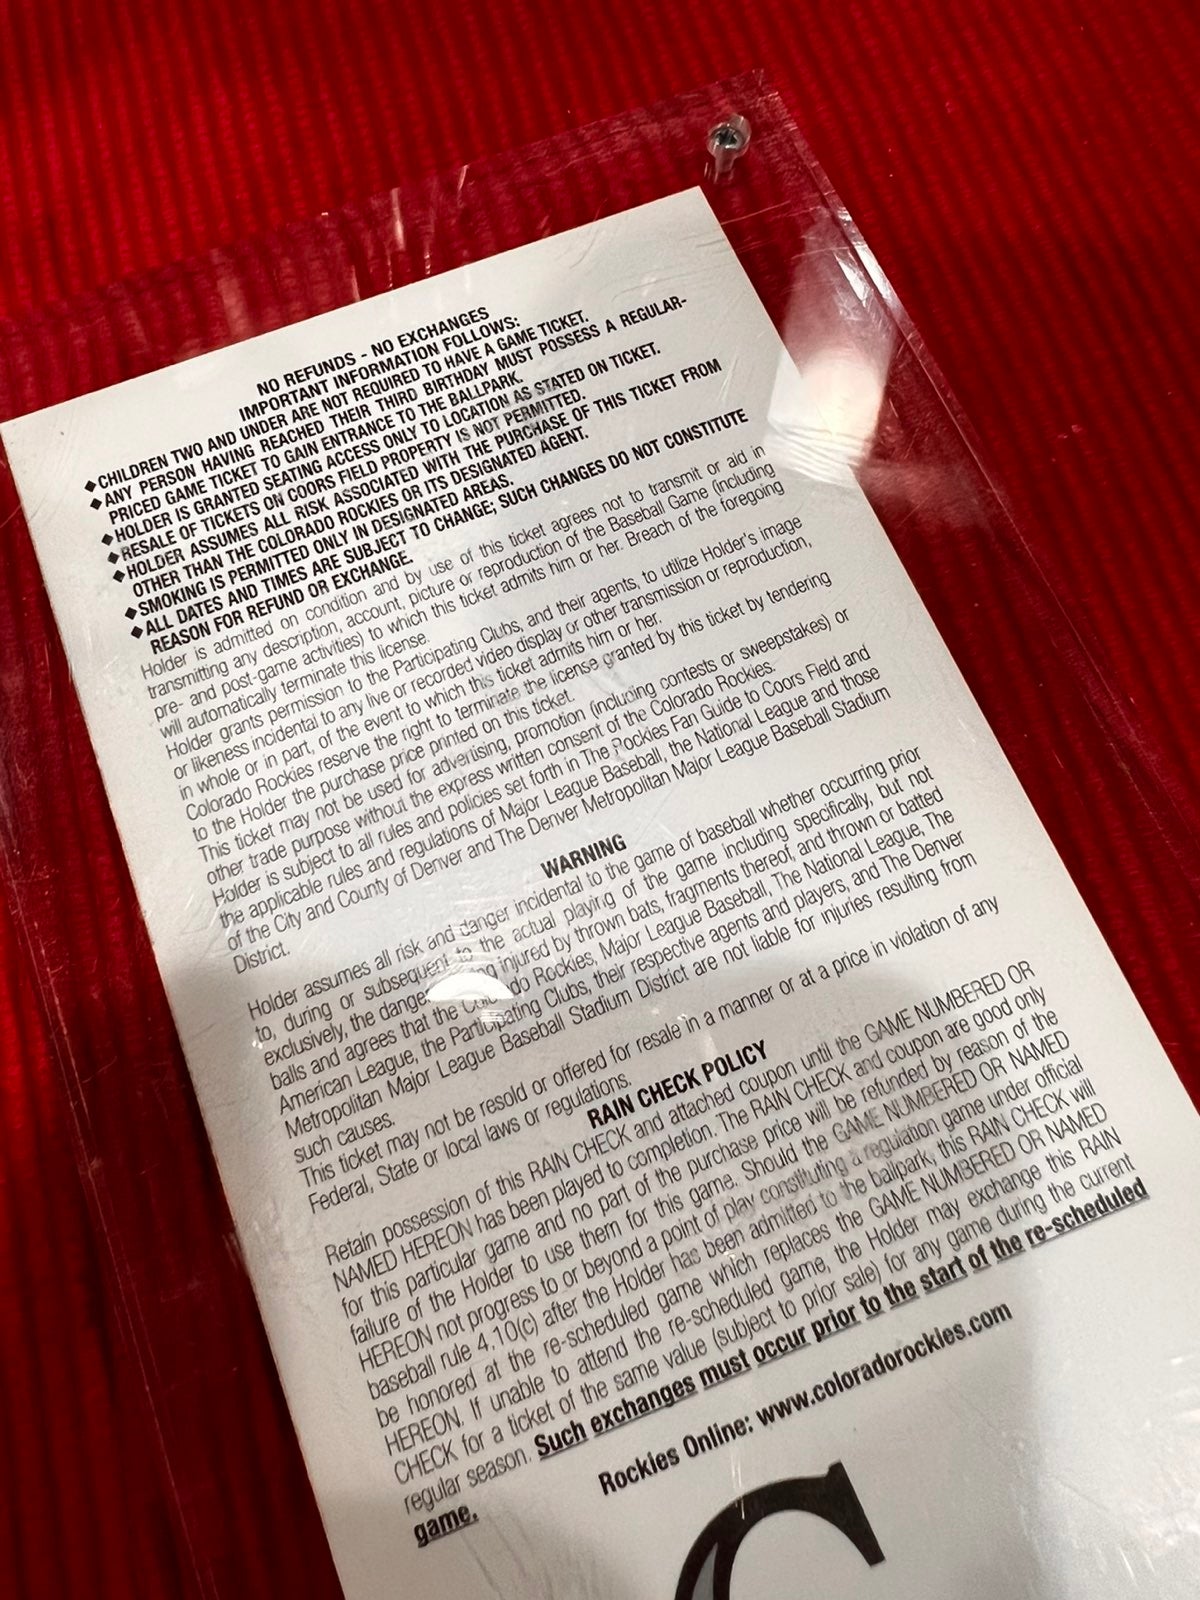 NO REFUNDS - NO EXCHANGES
IMPORTANT INFORMATION FOLLOWS:
◆CHILDREN TWO AND UNDER ARE NOT REQUIRED TO HAVE A GAME TICKET.
◆ANY PERSON HAVING REACHED THEIR THIRD BIRTHDAY MUST POSSESS A REGULAR-
PRICED GAME TICKET TO GAIN ENTRANCE TO THE BALLPARK.
◆HOLDER IS GRANTED SEATING ACCESS ONLY TO LOCATION AS STATED ON TICKET.
◆RESALE OF TICKETS ON COORS FIELD PROPERTY IS NOT PERMITTED.
◆HOLDER ASSUMES ALL RISK ASSOCIATED WITH THE PURCHASE OF THIS TICKET FROM
OTHER THAN THE COLORADO ROCKIES OR ITS DESIGNATED AGENT.
◆SMOKING IS PERMITTED ONLY IN DESIGNATED AREAS.
◆ALL DATES AND TIMES ARE SUBJECT TO CHANGE; SUCH CHANGES DO NOT CONSTITUTE
REASON FOR REFUND OR EXCHANGE.
Holder is admitted on condition and by use of this ticket agrees not to transmit or aid in
transmitting any description, account, picture or reproduction of the Baseball Game (including
pre- and post-game activities) to which this ticket admits him or her. Breach of the foregoing
will automatically terminate this license.
Holder grants permission to the Participating Clubs, and their agents, to utilize Holder's image
or likeness incidental to any live or recorded video display or other transmission or reproduction,
in whole or in part, of the event to which this ticket admits him or her.
Colorado Rockies reserve the right to terminate the license granted by this ticket by tendering
to the Holder the purchase price printed on this ticket.
This ticket may not be used for advertising, promotion (including contests or sweepstakes) or
other trade purpose without the express written consent of the Colorado Rockies.
Holder is subject to all rules and policies set forth in The Rockies Fan Guide to Coors Field and
the applicable rules and regulations of Major League Baseball, the National League and those
of the City and County of Denver and The Denver Metropolitan Major League Baseball Stadium
District.
WARNING
Holder assumes all risk and danger incidental to the game of baseball whether occurring prior
to, during or subsequent to the actual playing of the game including specifically, but not
exclusively, the danger being injured by thrown bats, fragments thereof, and thrown or batted
balls and agrees that the Colorado Rockies, Major League Baseball, The National League, The
American League, the Participating Clubs, their respective agents and players, and The Denver
Metropolitan Major League Baseball Stadium District are not liable for injuries resulting from
such causes.
This ticket may not be resold or offered for resale in a manner or at a price in violation of any
Federal, State or local laws or regulations.
RAIN CHECK POLICY
Retain possession of this RAIN CHECK and attached coupon until the GAME NUMBERED OR
NAMED HEREON has been played to completion. The RAIN CHECK and coupon are good only
for this particular game and no part of the purchase price will be refunded by reason of the
failure of the Holder to use them for this game. Should the GAME NUMBERED OR NAMED
HEREON not progress to or beyond a point of play constituting a regulation game under official
baseball rule 4.10(c) after the Holder has been admitted to the ballpark, this RAIN CHECK will
be honored at the re-scheduled game which replaces the GAME NUMBERED OR NAMED
HEREON. If unable to attend the re-scheduled game, the Holder may exchange this RAIN
CHECK for a ticket of the same value (subject to prior sale) for any game during the current
regular season. Such exchanges must occur prior to the start of the re-scheduled
game.
Rockies Online: www.coloradorockies.com
C